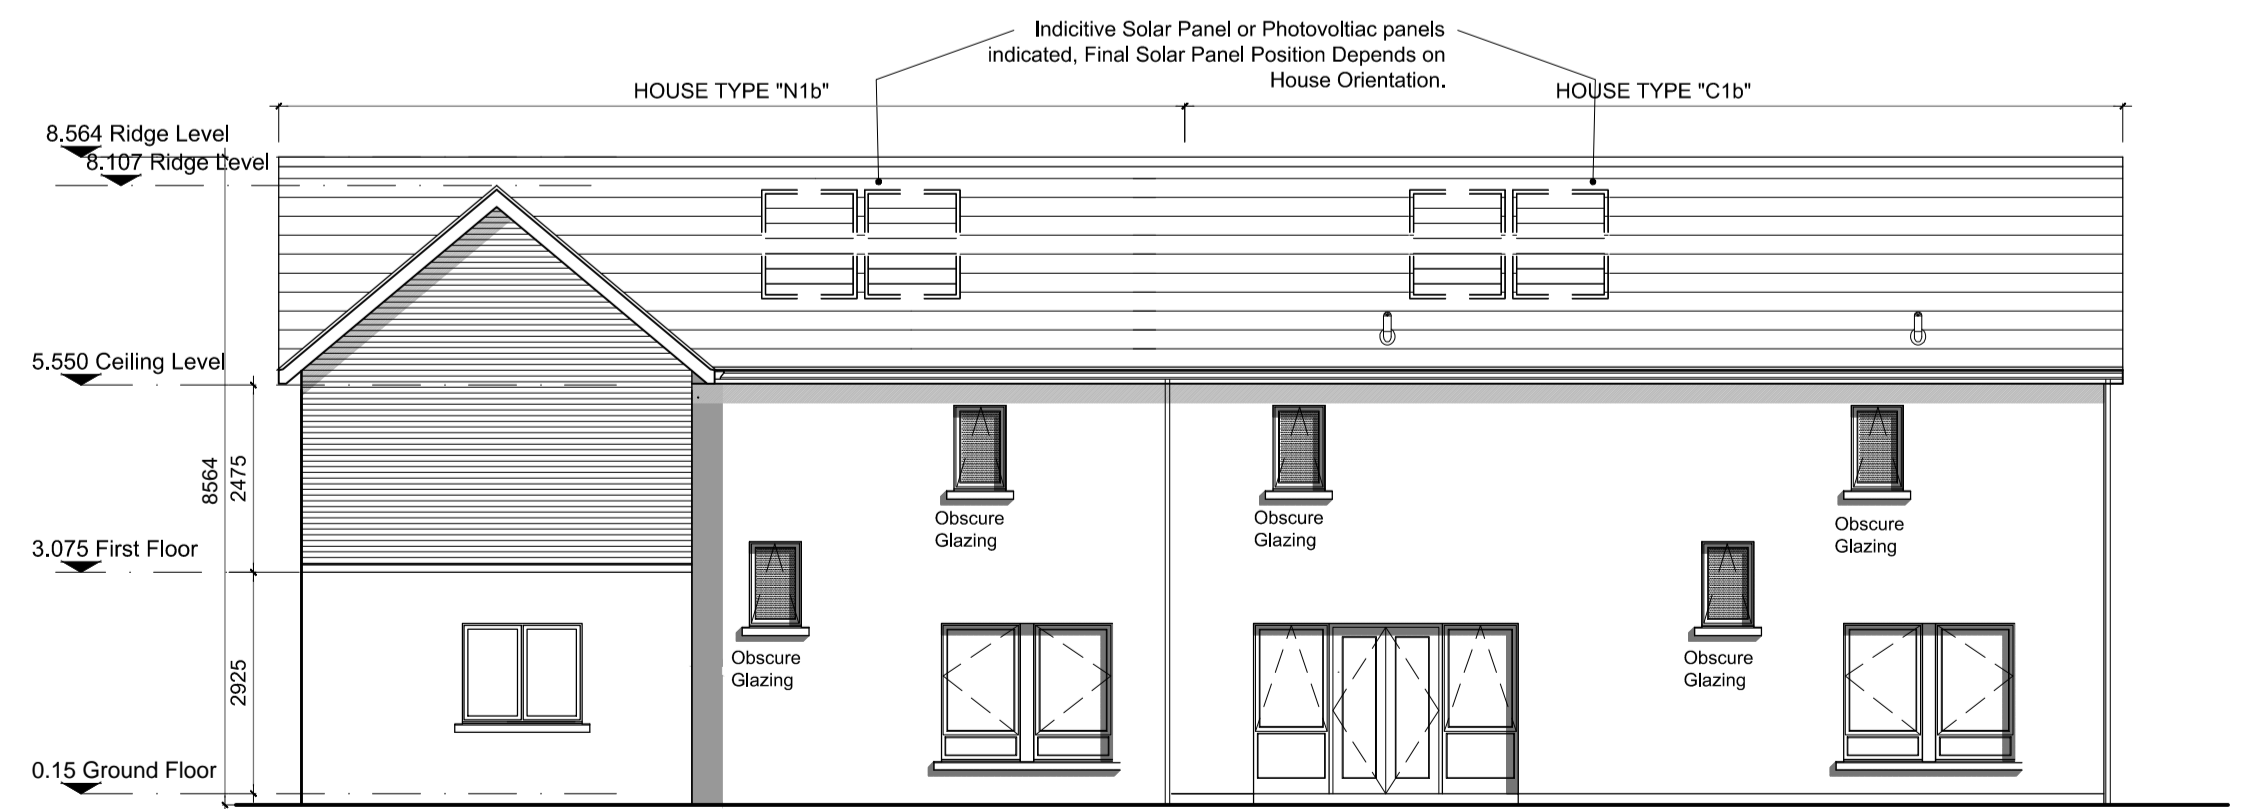 Indicitive Solar Panel or Photovoltiac panels
indicated, Final Solar Panel Position Depends on
House Orientation.
HOUSE TYPE "N1b"
HOUSE TYPE "C1b"
8.564 Ridge Level
8.107 Ridge Level
5.550 Ceiling Level
8564
2475
Obscure
Glazing
Obscure
Glazing
Obscure
Glazing
3.075 First Floor
Obscure
Glazing
Obscure
Glazing
2925
0.15 Ground Floor